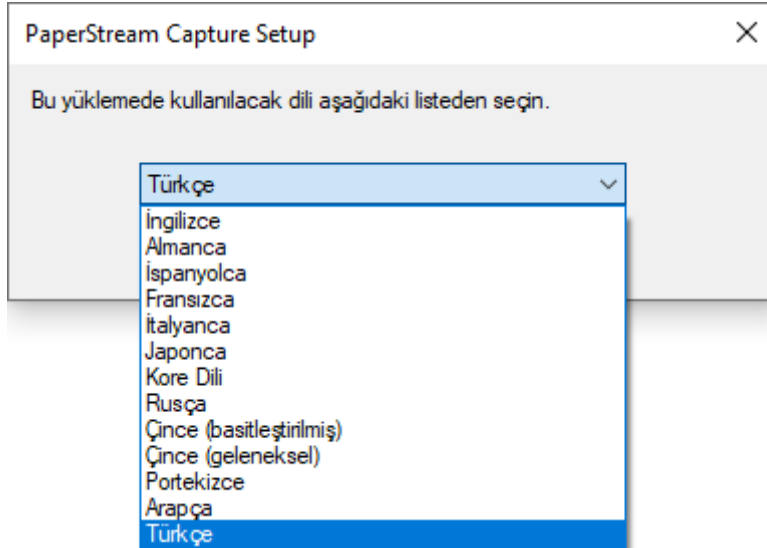 PaperStream Capture Setup
Bu yüklemede kullanılacak dili aşağıdaki listeden seçin.
Türkçe
İngilizce
Almanca
İspanyolca
Fransızca
İtalyanca
Japonca
Kore Dili
Rusça
Çince (basitleştirilmiş)
Çince (geleneksel)
Portekizce
Arapça
Türkçe